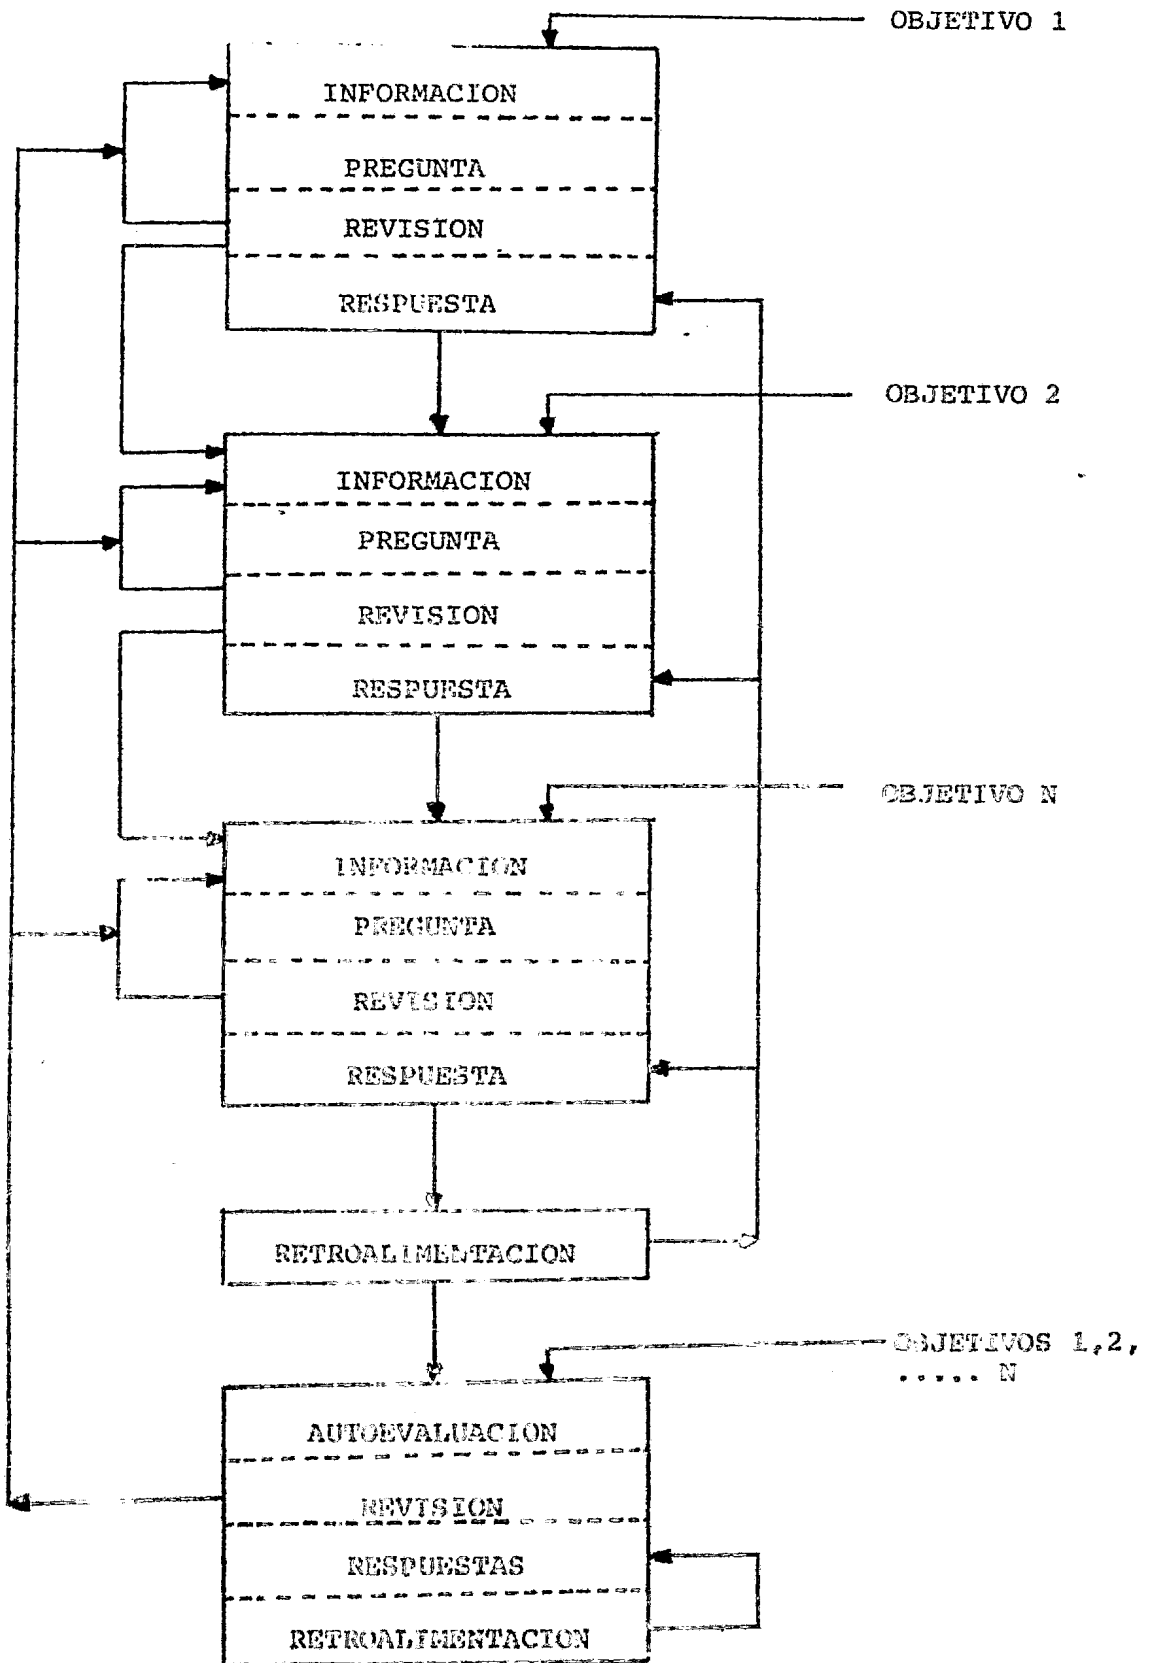 OBJETIVO 1
INFORMACION
PREGUNTA
REVISION
RESPUESTA
OBJETIVO 2
INFORMACION
PREGUNTA
REVISION
RESPUESTA
OBJETIVO N
INFORMACION
PREGUNTA
REVISION
RESPUESTA
RETROALIMENTACION
OBJETIVOS 1,2,
..... N
AUTOEVALUACION
REVISION
RESPUESTAS
RETROALIMENTACION